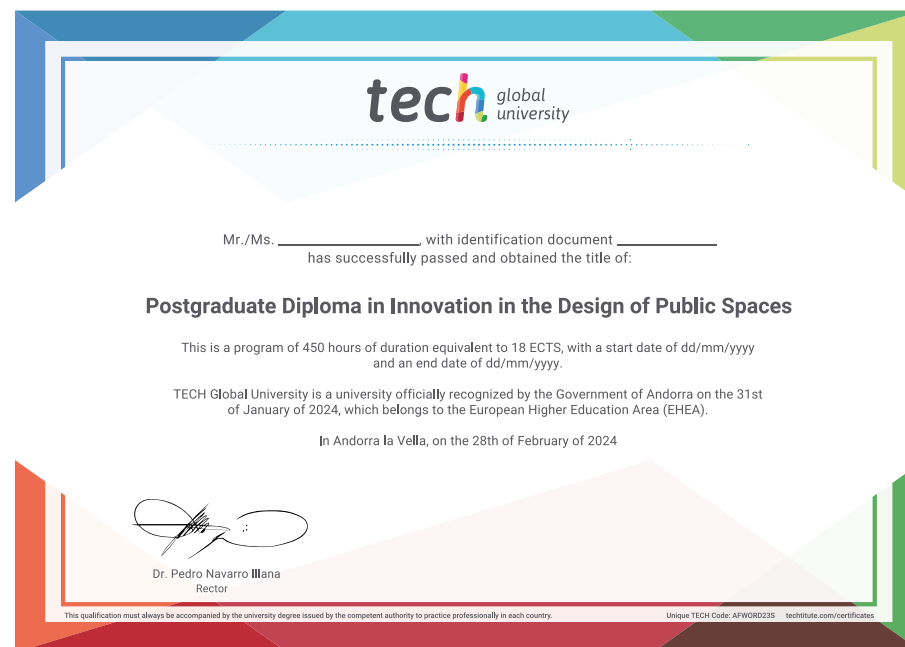 tech global
university
Mr./Ms. ____________, with identification document ____________
has successfully passed and obtained the title of:
Postgraduate Diploma in Innovation in the Design of Public Spaces
This is a program of 450 hours of duration equivalent to 18 ECTS, with a start date of dd/mm/yyyy
and an end date of dd/mm/yyyy.
TECH Global University is a university officially recognized by the Government of Andorra on the 31st
of January of 2024, which belongs to the European Higher Education Area (EHEA).
In Andorra la Vella, on the 28th of February of 2024
Dr. Pedro Navarro Illana
Rector
This qualification must always be accompanied by the university degree issued by the competent authority to practice professionally in each country. Unique TECH Code: AFWORD23S techtitute.com/certificates